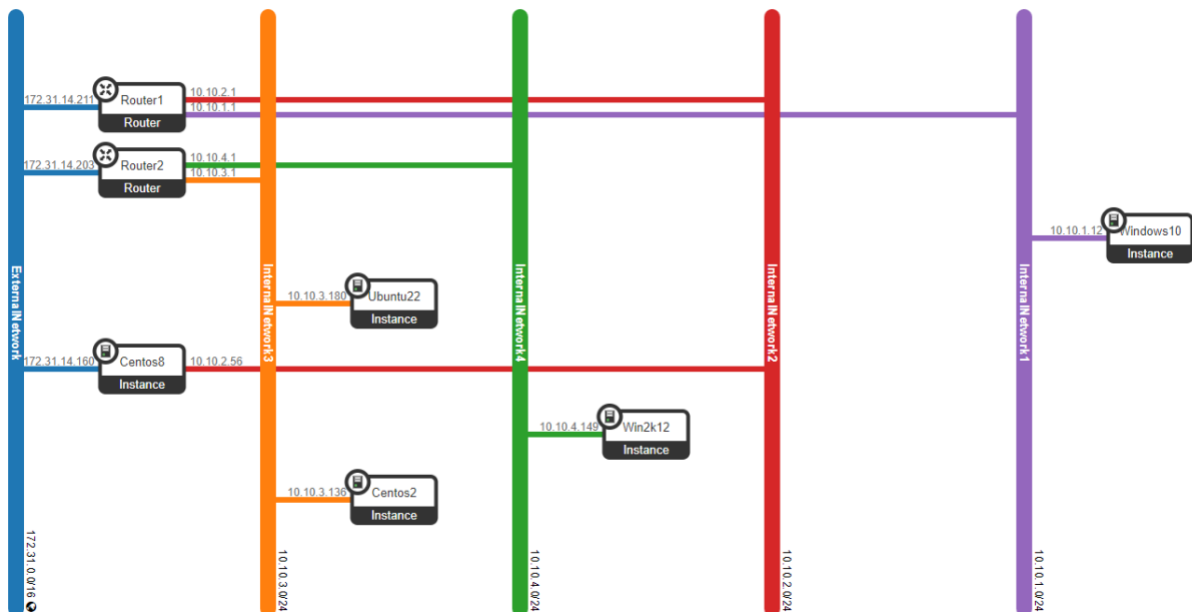 172.31.14.211
Router1
Router
10.10.2.1
10.10.1.1
172.31.14.203
Router2
Router
10.10.4.1
10.10.3.1
10.10.1.12
Windows10
Instance
ExternalNetwork
InternalNetwork3
InternalNetwork4
InternalNetwork2
InternalNetwork1
10.10.3.180
Ubuntu22
Instance
172.31.14.160
Centos8
Instance
10.10.2.56
10.10.4.149
Win2k12
Instance
10.10.3.136
Centos2
Instance
172.31.0.0/16
10.10.3.0/24
10.10.4.0/24
10.10.2.0/24
10.10.1.0/24